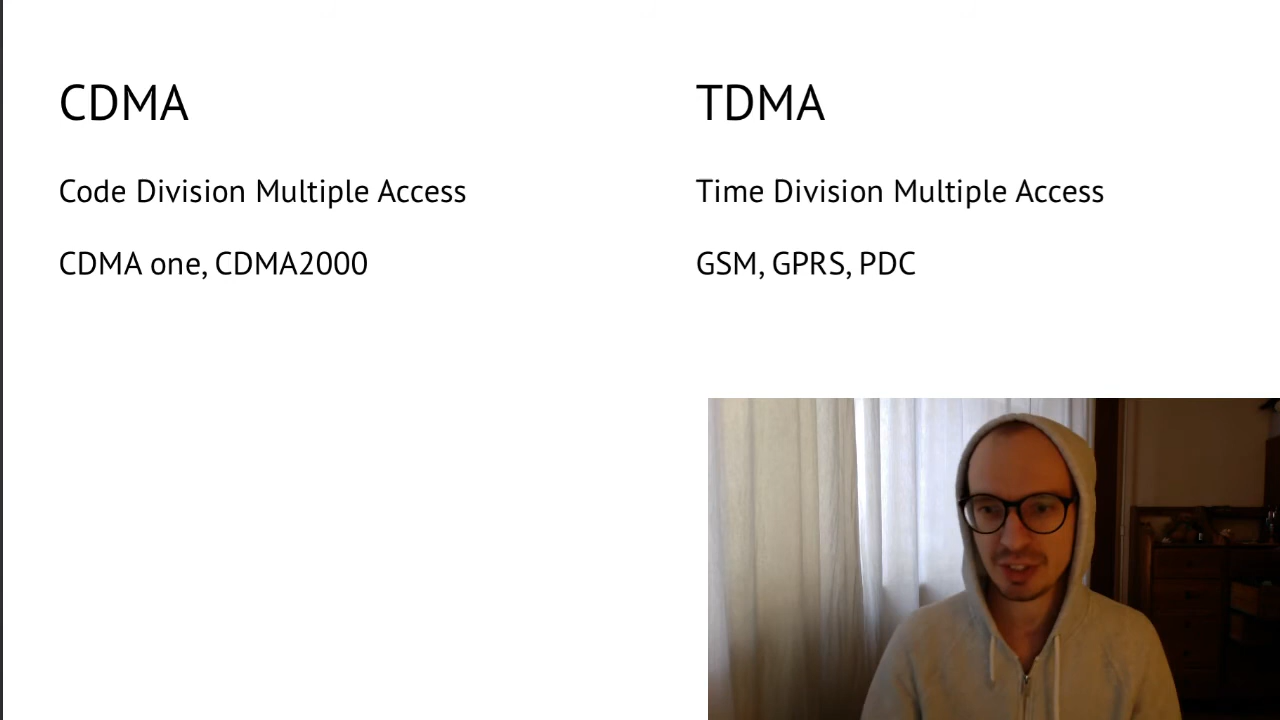 CDMA
Code Division Multiple Access
CDMA one, CDMA2000
TDMA
Time Division Multiple Access
GSM, GPRS, PDC